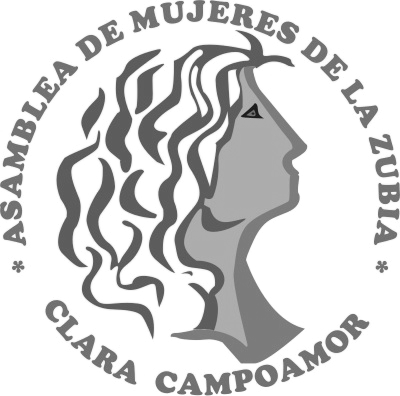 * ASAMBLEA DE MUJERES DE LA ZUBIA *
CLARA CAMPOAMOR